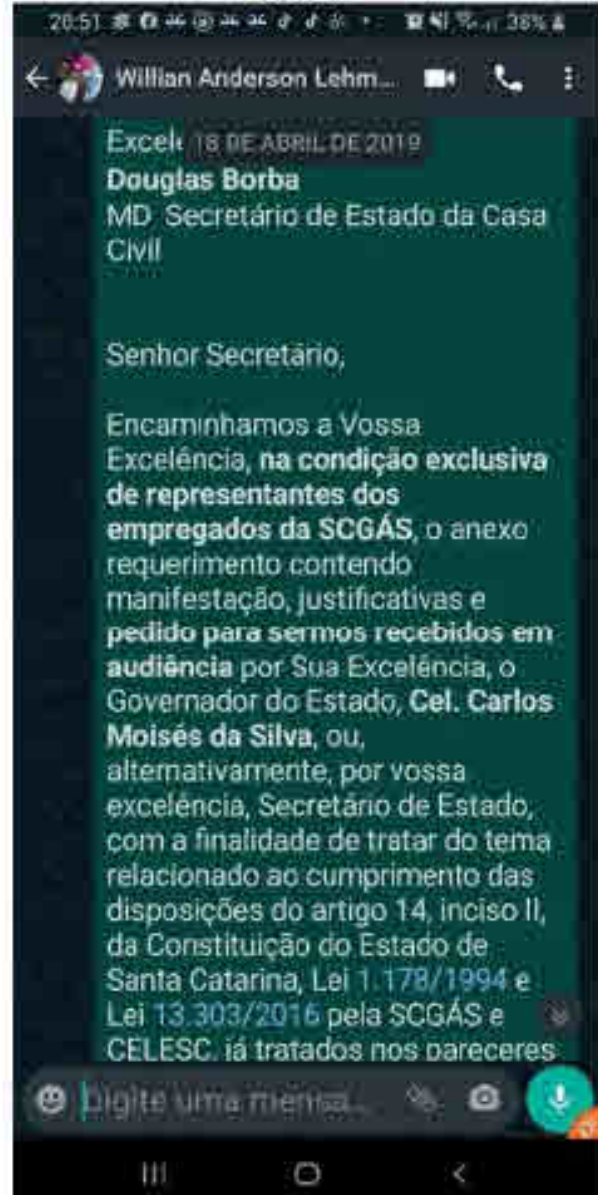 20:51
38%
Willian Anderson Lehm...
Excele
18 DE ABRIL DE 2019
Douglas Borba
MD Secretário de Estado da Casa
Civil
Senhor Secretário,
Encaminhamos a Vossa
Excelência, na condição exclusiva
de representantes dos
empregados da SCGÁS, o anexo
requerimento contendo
manifestação, justificativas e
pedido para sermos recebidos em
audiência por Sua Excelência, o
Governador do Estado, Cel. Carlos
Moisés da Silva, ou,
alternativamente, por vossa
excelência, Secretário de Estado,
com a finalidade de tratar do tema
relacionado ao cumprimento das
disposições do artigo 14, inciso II,
da Constituição do Estado de
Santa Catarina, Lei 1.178/1994 e
Lei 13.303/2016 pela SCGÁS e
CELESC, já tratados nos pareceres
Digite uma mensa...